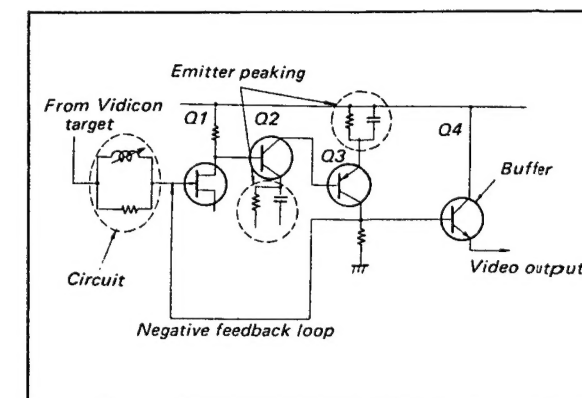 Emitter peaking
From Vidicon
target
Q1
Q2
Q3
Q4
Buffer
Circuit
Video output
Negative feedback loop